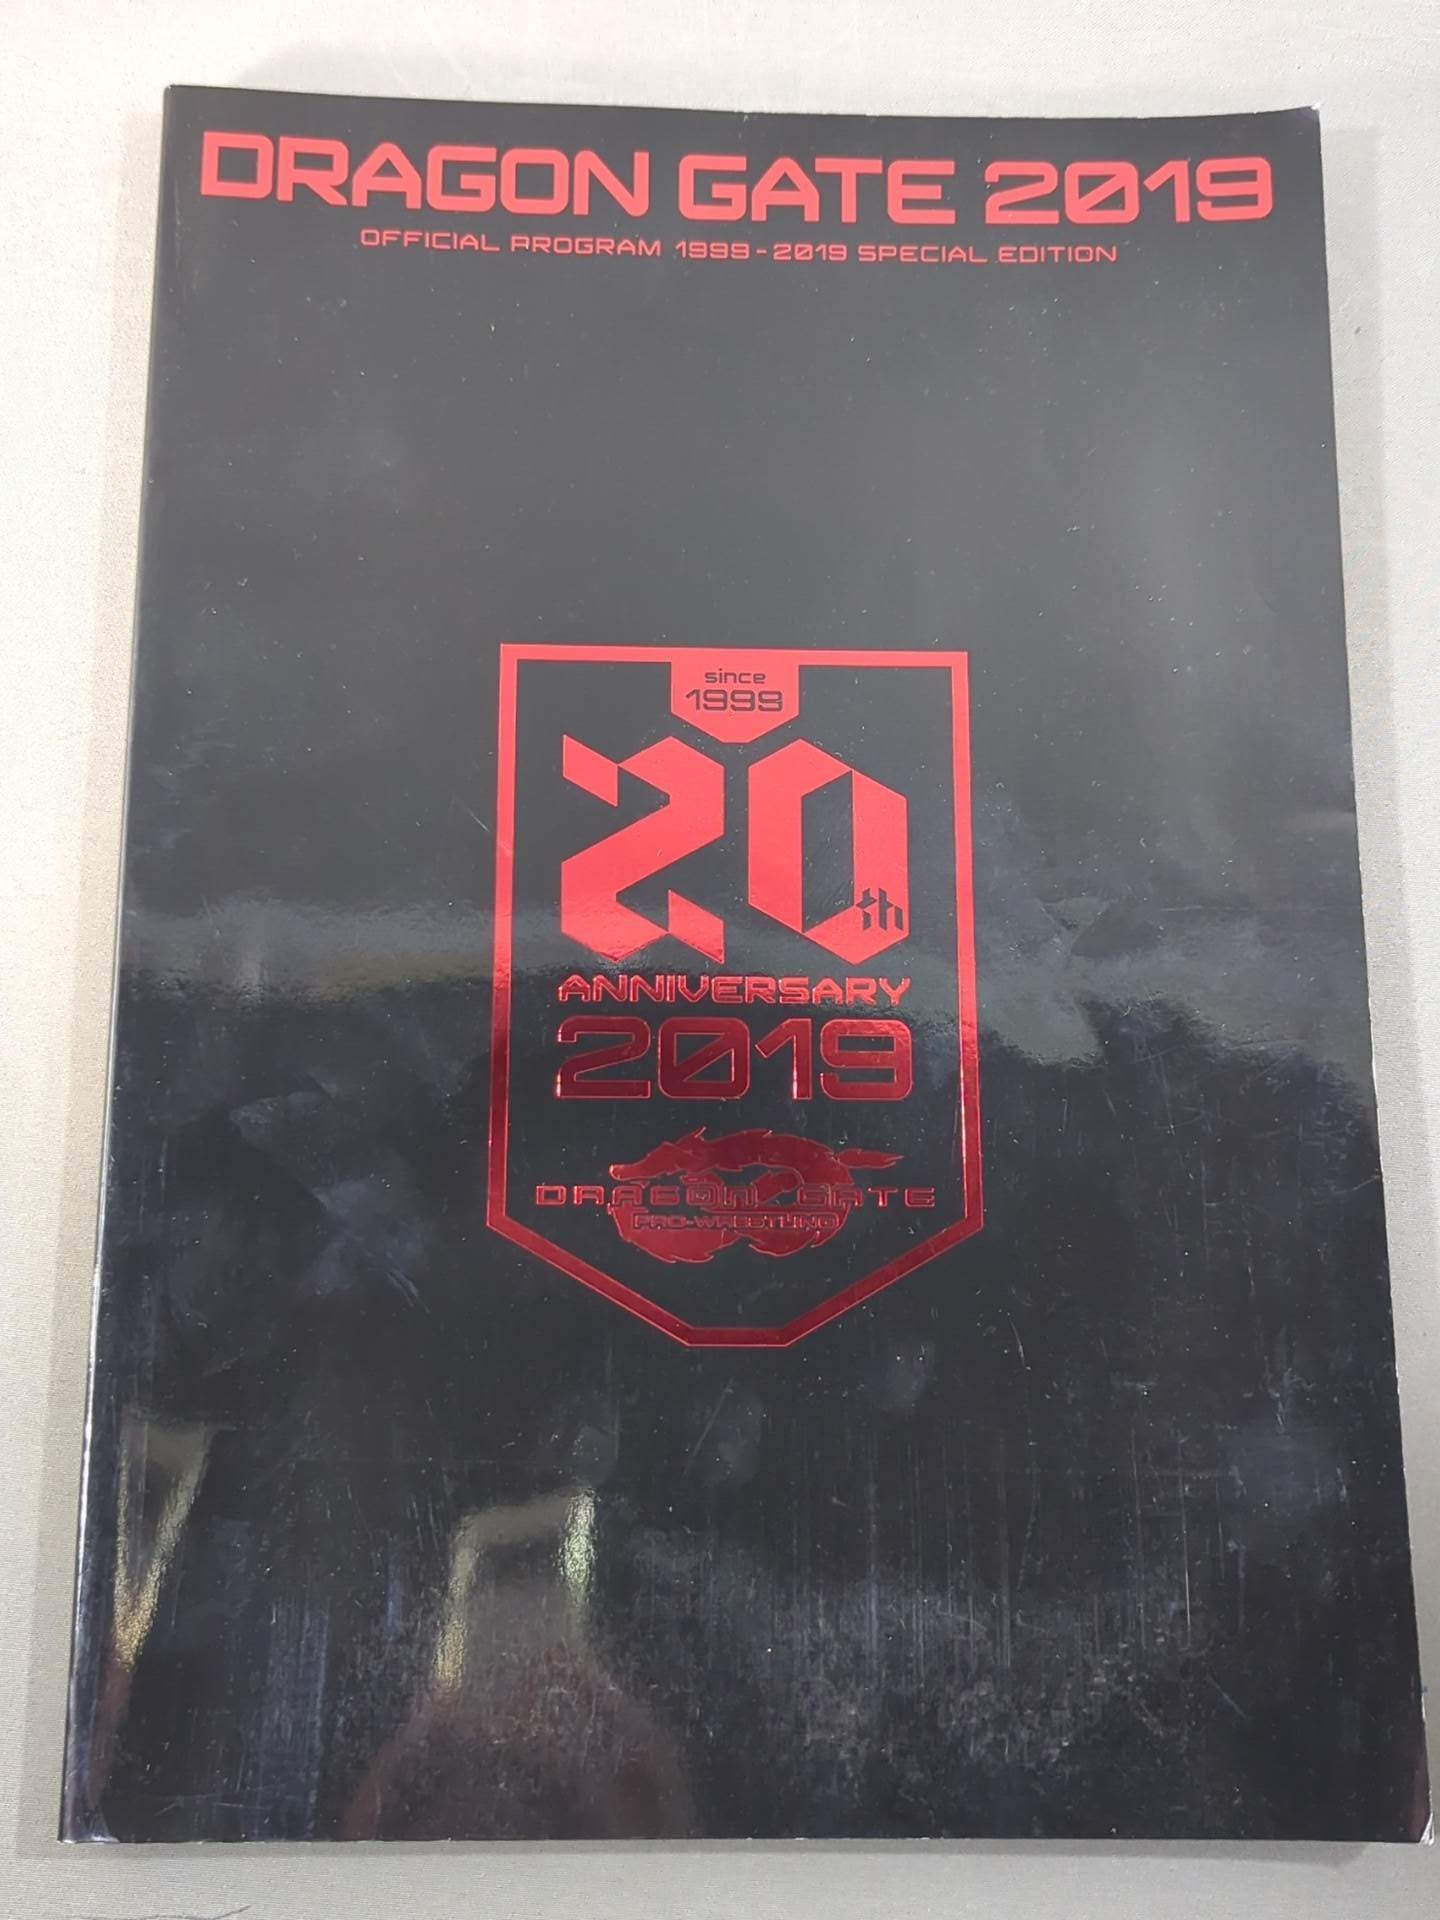 DRAGON GATE 2019
OFFICIAL PROGRAM 1999-2019 SPECIAL EDITION
since
1999
20th
ANNIVERSARY
2019
DRAGON GATE
PRO-WRESTLING